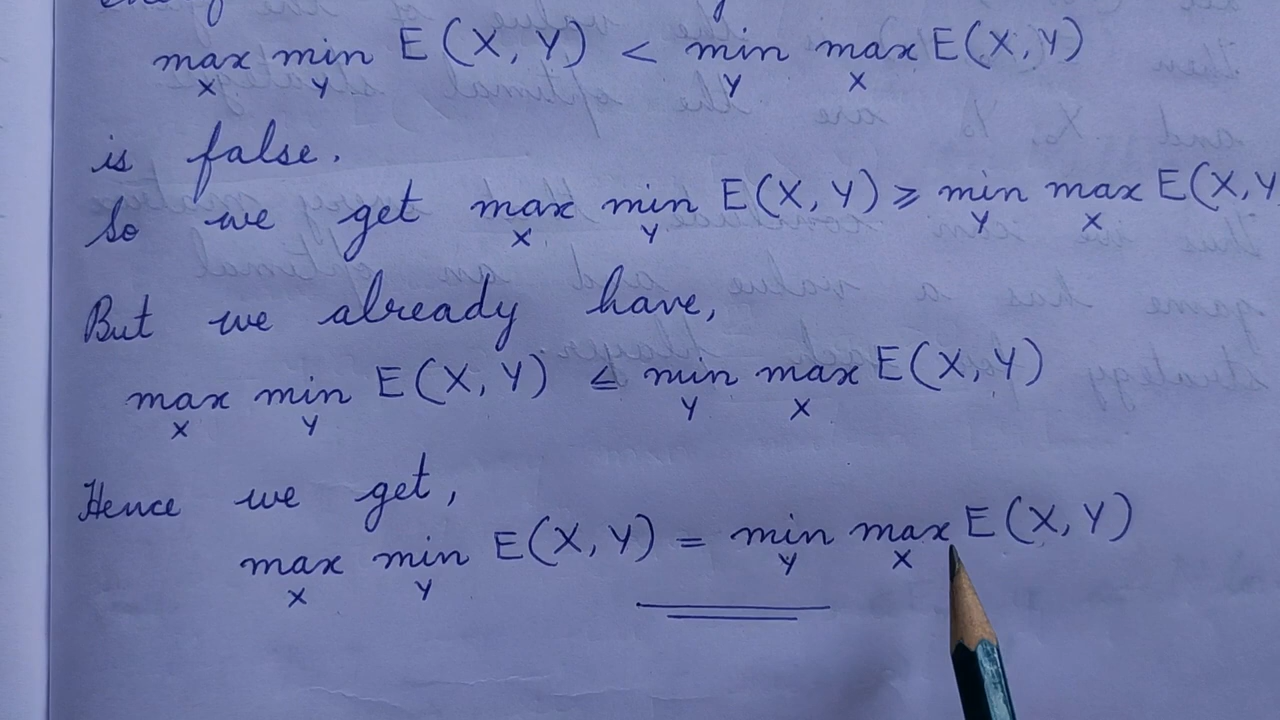 max min E(X, Y) < min max E(X, Y)
X Y Y X
is false.
So we get max min E(X, Y) ⩾ min max E(X, Y
X Y Y X
But we already have,
max min E(X, Y) ≤ min max E(X, Y)
X Y Y X
Hence we get,
max min E(X, Y) = min max E(X, Y)
X Y Y X